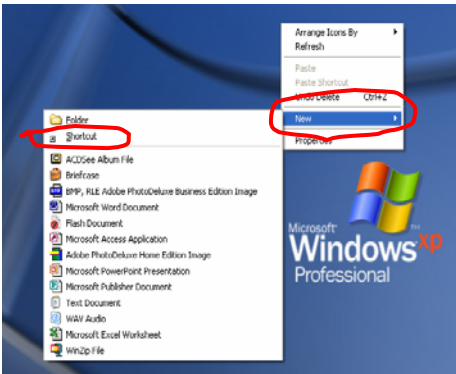 Arrange Icons By
Refresh
Paste
Paste Shortcut
Undo Delete Ctrl+Z
New
Properties
Folder
Shortcut
ACDSee Album File
Briefcase
BMP, RLE Adobe PhotoDeluxe Business Edition Image
Microsoft Word Document
Flash Document
Microsoft Access Application
Adobe PhotoDeluxe Home Edition Image
Microsoft PowerPoint Presentation
Microsoft Publisher Document
Text Document
WAV Audio
Microsoft Excel Worksheet
WinZip File
Microsoft
Windows xp
Professional